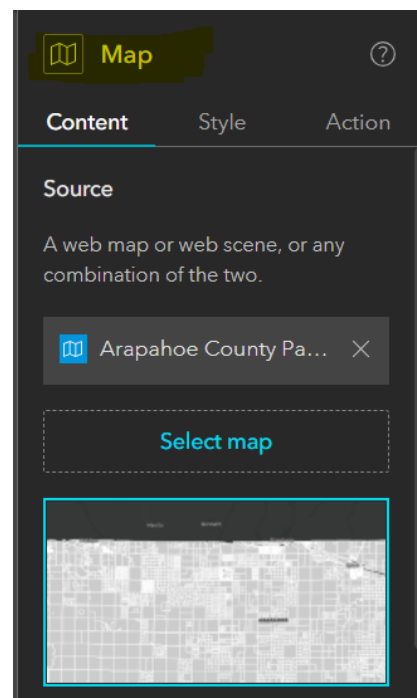 Map
Content Style Action
Source
A web map or web scene, or any
combination of the two.
Arapahoe County Pa...
Select map